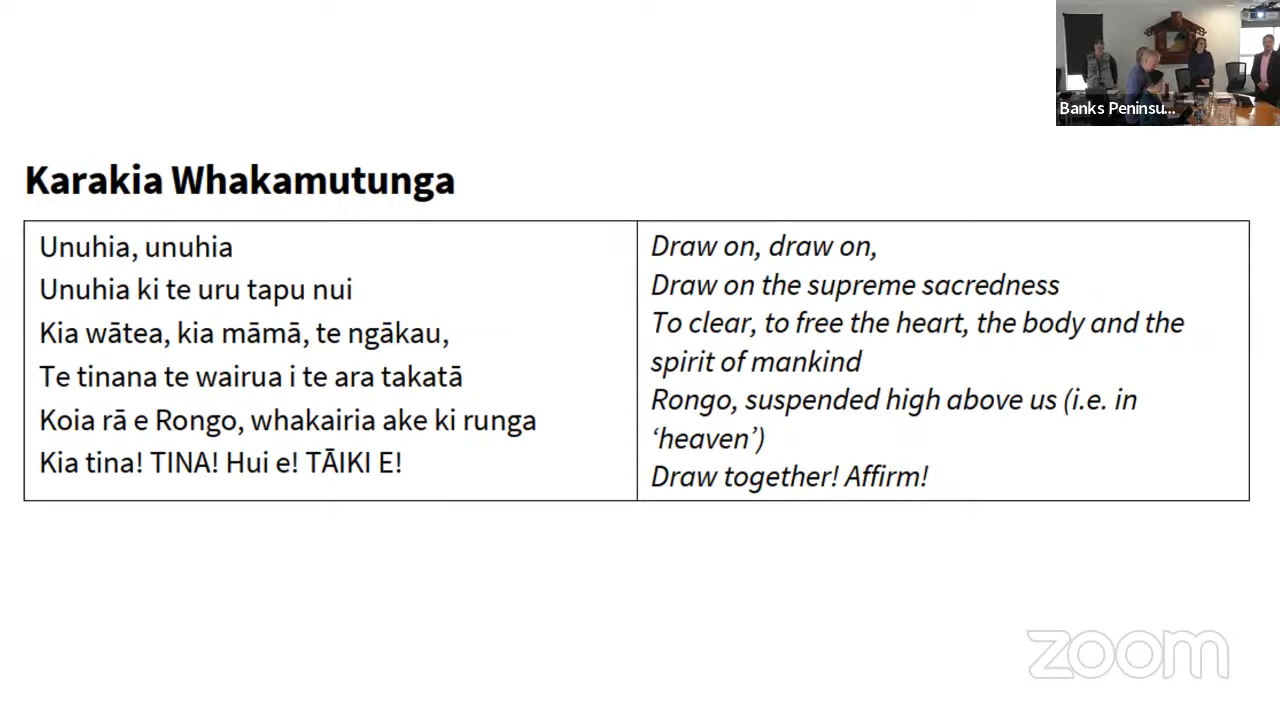 Banks Peninsu...
Karakia Whakamutunga
Unuhia, unuhia
Unuhia ki te uru tapu nui
Kia wātea, kia māmā, te ngākau,
Te tinana te wairua i te ara takatā
Koia rā e Rongo, whakairia ake ki runga
Kia tina! TINA! Hui e! TĀIKI E!
Draw on, draw on,
Draw on the supreme sacredness
To clear, to free the heart, the body and the
spirit of mankind
Rongo, suspended high above us (i.e. in
‘heaven’)
Draw together! Affirm!
zoom